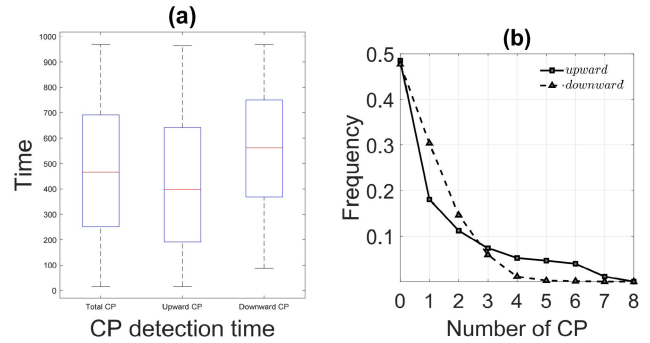 (a)
1000
900
800
700
600
500
400
300
200
100
0
Time
Total CP
Upward CP
Downward CP
CP detection time
(b)
0.5
0.4
0.3
0.2
0.1
Frequency
upward
downward
0 1 2 3 4 5 6 7 8
Number of CP